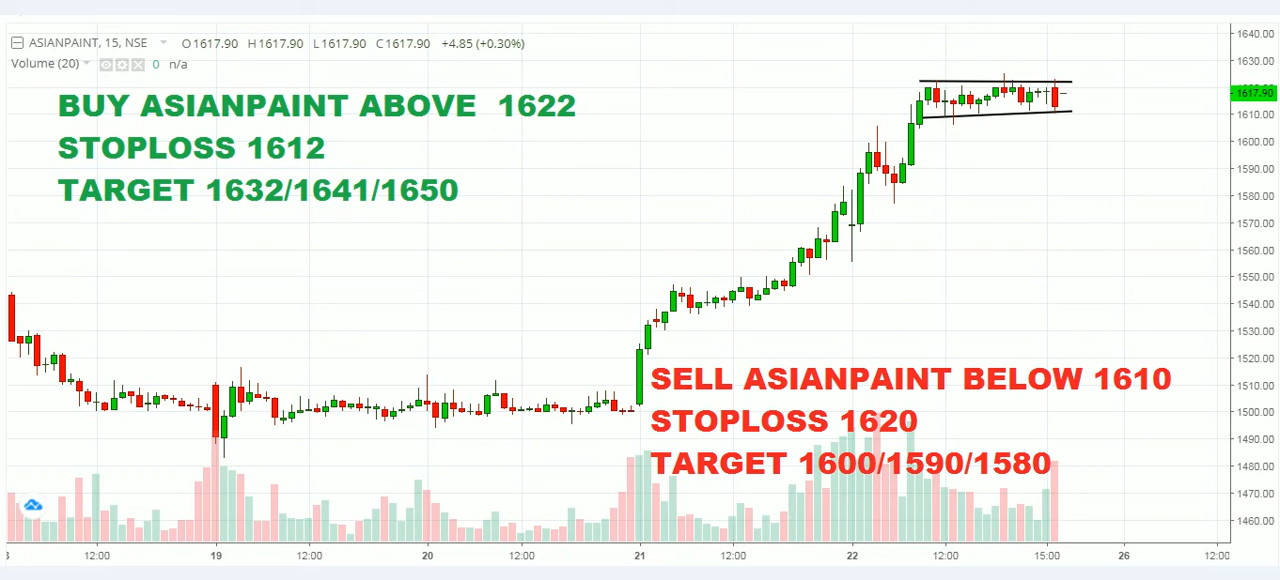 ASIANPAINT, 15, NSE O1617.90 H1617.90 L1617.90 C1617.90 +4.85 (+0.30%)
Volume (20) 0 n/a
BUY ASIANPAINT ABOVE 1622
STOPLOSS 1612
TARGET 1632/1641/1650
SELL ASIANPAINT BELOW 1610
STOPLOSS 1620
TARGET 1600/1590/1580
1640.00
1630.00
1617.90
1610.00
1600.00
1590.00
1580.00
1570.00
1560.00
1550.00
1540.00
1530.00
1520.00
1510.00
1500.00
1490.00
1480.00
1470.00
1460.00
12:00 19 12:00 20 12:00 21 12:00 22 12:00 15:00 26 12:00